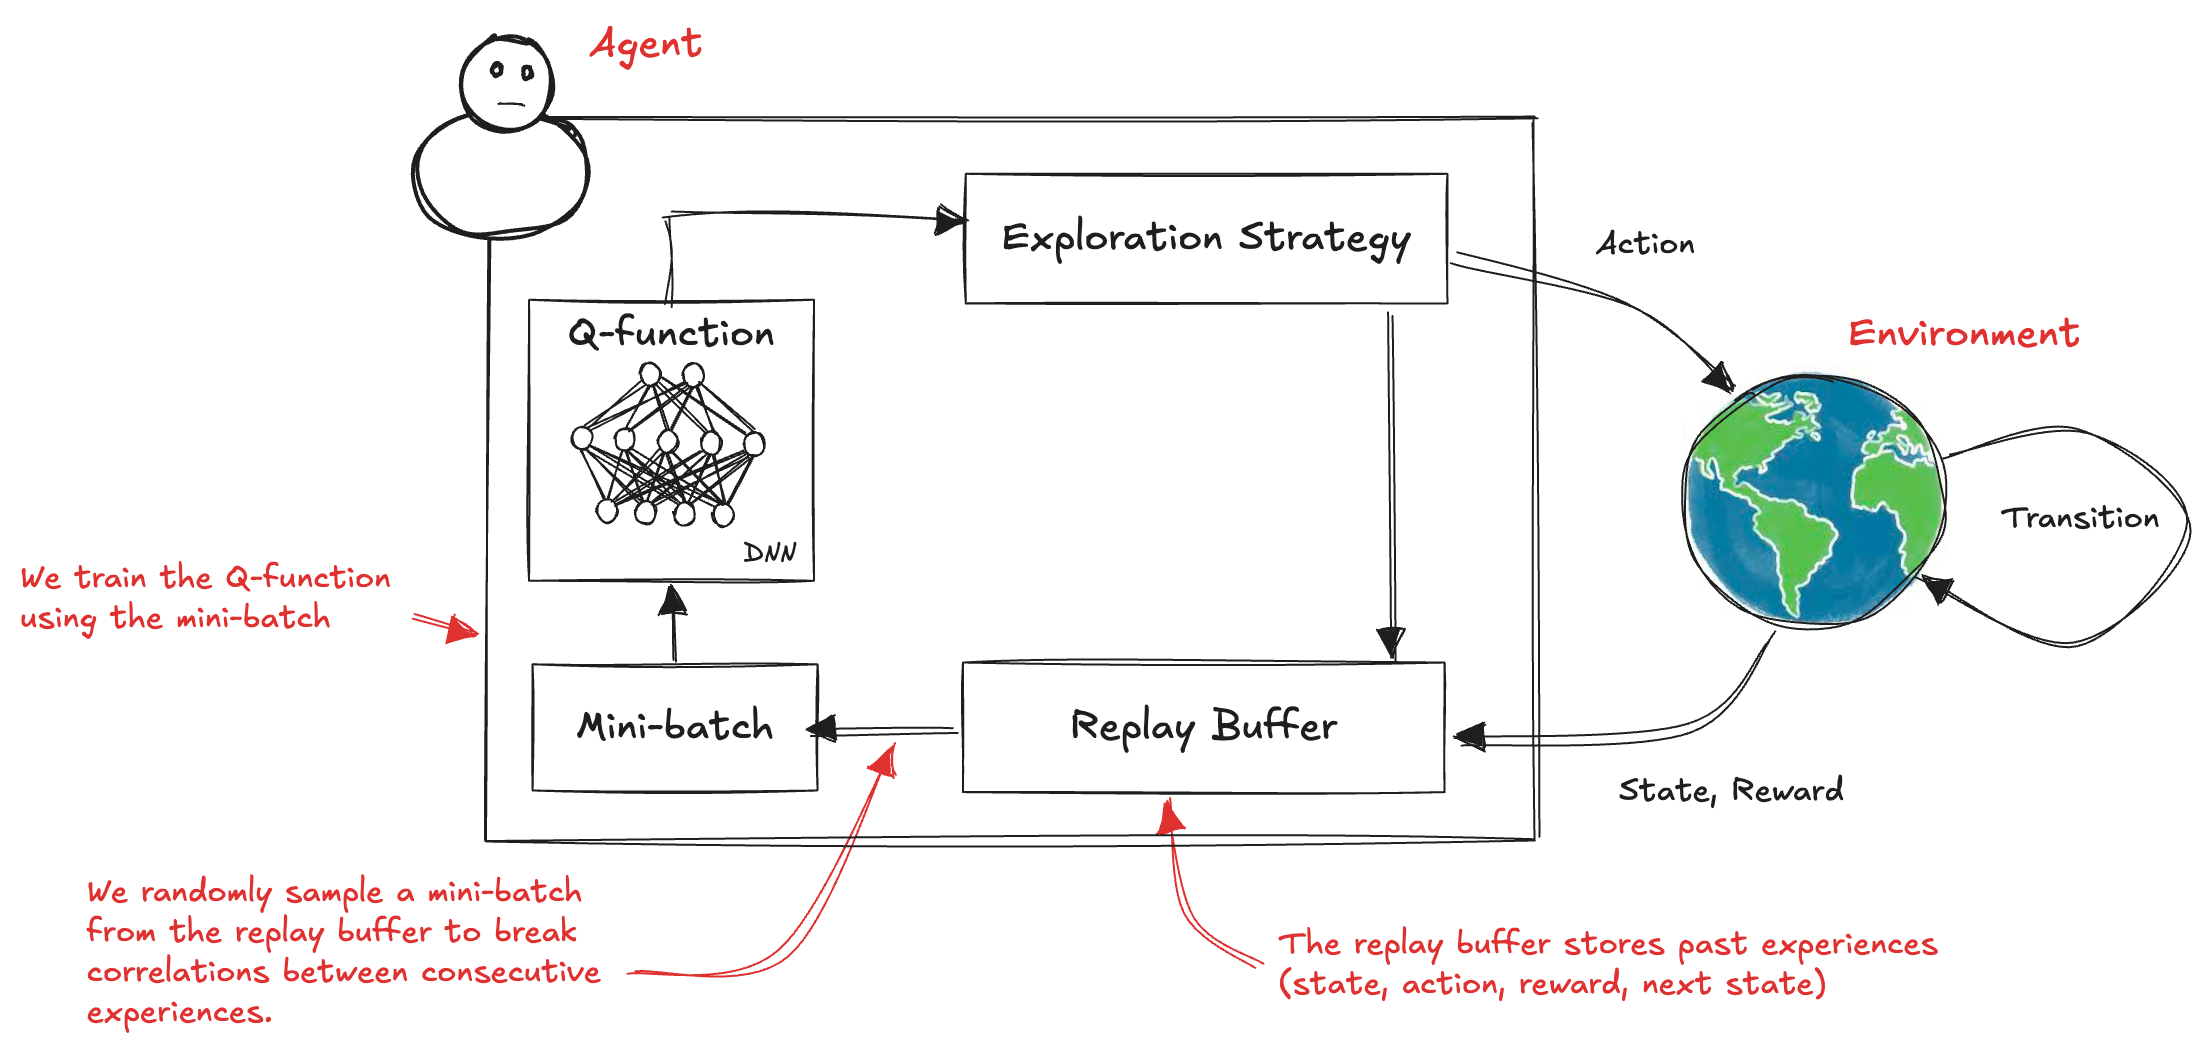 Agent
Exploration Strategy
Action
Q-function
Environment
DNN
Transition
We train the Q-function
using the mini-batch
Mini-batch
Replay Buffer
State, Reward
We randomly sample a mini-batch
from the replay buffer to break
correlations between consecutive
experiences.
The replay buffer stores past experiences
(state, action, reward, next state)